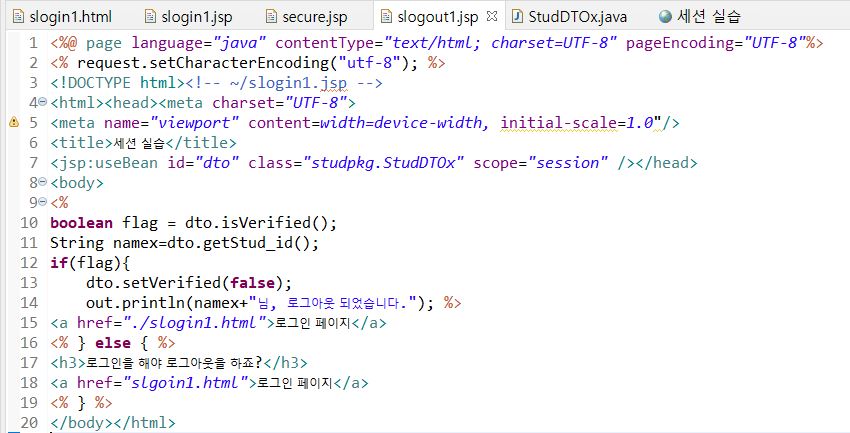 slogin1.html slogin1.jsp secure.jsp slogout1.jsp StudDTOx.java 세션 실습
1 <%@ page language="java" contentType="text/html; charset=UTF-8" pageEncoding="UTF-8"%>
2 <% request.setCharacterEncoding("utf-8"); %>
3 <!DOCTYPE html><!-- ~/slogin1.jsp -->
4 <html><head><meta charset="UTF-8">
5 <meta name="viewport" content=width=device-width, initial-scale=1.0"/>
6 <title>세션 실습</title>
7 <jsp:useBean id="dto" class="studpkg.StudDTOx" scope="session" /></head>
8 <body>
9 <%
10 boolean flag = dto.isVerified();
11 String namex=dto.getStud_id();
12 if(flag){
13     dto.setVerified(false);
14     out.println(namex+"님, 로그아웃 되었습니다."); %>
15 <a href="./slogin1.html">로그인 페이지</a>
16 <% } else { %>
17 <h3>로그인을 해야 로그아웃을 하죠?</h3>
18 <a href="slgoin1.html">로그인 페이지</a>
19 <% } %>
20 </body></html>